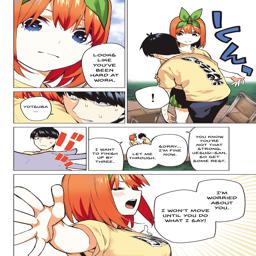 LOOKS
LIKE
YOU'VE
BEEN
HARD AT
WORK.
YOTSUBA
!
YOU KNOW
YOU'RE
NOT THAT
STRONG,
UESUGI-SAN,
SO GET
SOME REST.
SORRY...
I'M FINE
NOW.
LET ME
THROUGH.
I WANT
TO FINISH
UP BY
THREE.
I'M
WORRIED
ABOUT
YOU.
I WON'T MOVE
UNTIL YOU DO
WHAT I SAY!